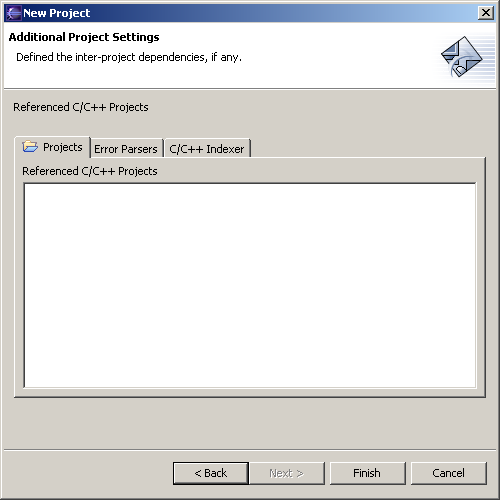 New Project
Additional Project Settings
Defined the inter-project dependencies, if any.
Referenced C/C++ Projects
Projects Error Parsers C/C++ Indexer
Referenced C/C++ Projects
< Back Next > Finish Cancel